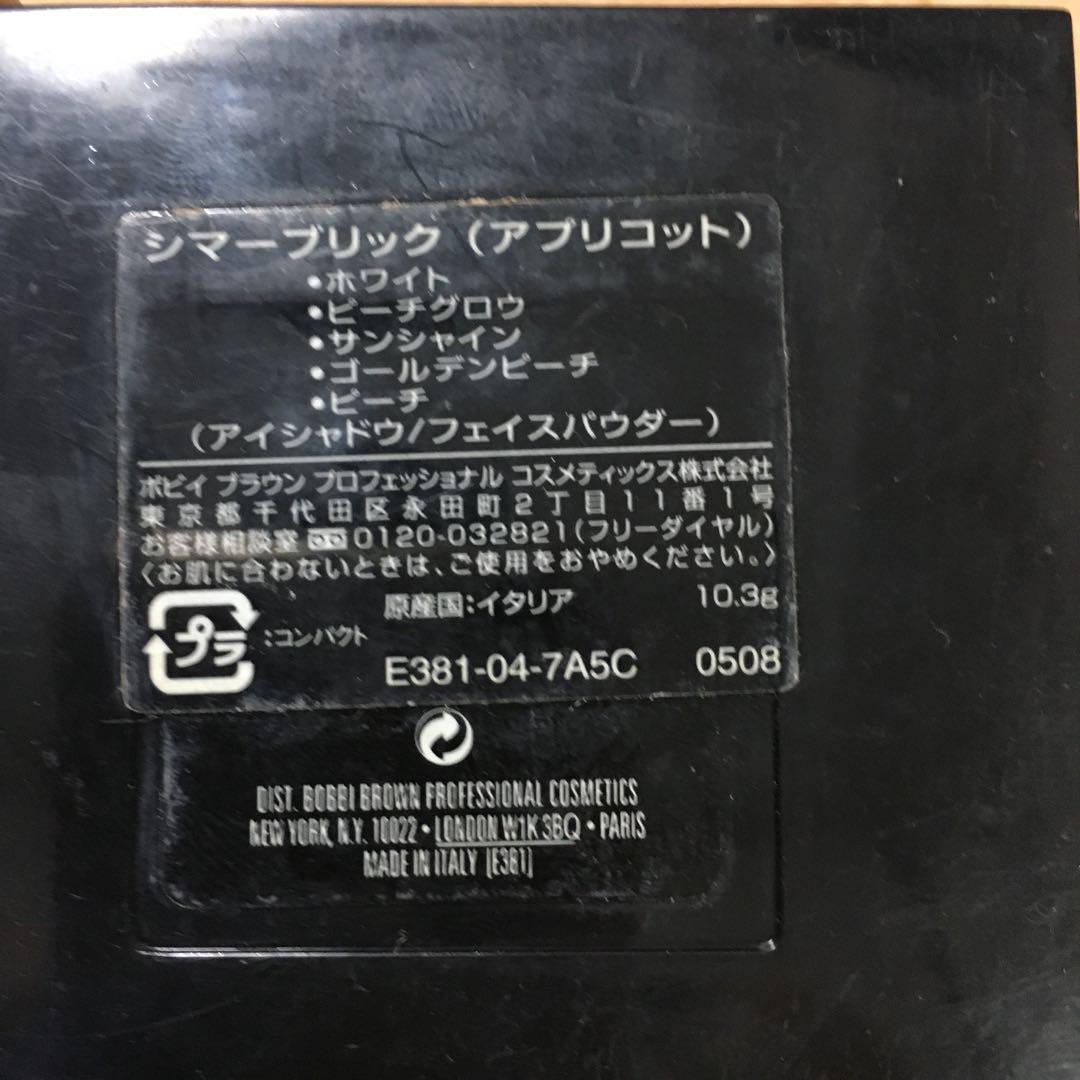 シマーブリック（アプリコット）
•ホワイト
•ピーチグロウ
•サンシャイン
•ゴールデンピーチ
•ピーチ
（アイシャドウ/フェイスパウダー）
ボビイ ブラウン プロフェッショナル コスメティックス株式会社
東京都千代田区永田町2丁目11番1号
お客様相談室 0120-032821(フリーダイヤル)
〈お肌に合わないときは、ご使用をおやめください。〉
原産国:イタリア 10.3g
プラ :コンパクト
E381-04-7A5C 0508
DIST. BOBBI BROWN PROFESSIONAL COSMETICS
NEW YORK, N.Y. 10022 • LONDON W1K 3BQ • PARIS
MADE IN ITALY [E381]